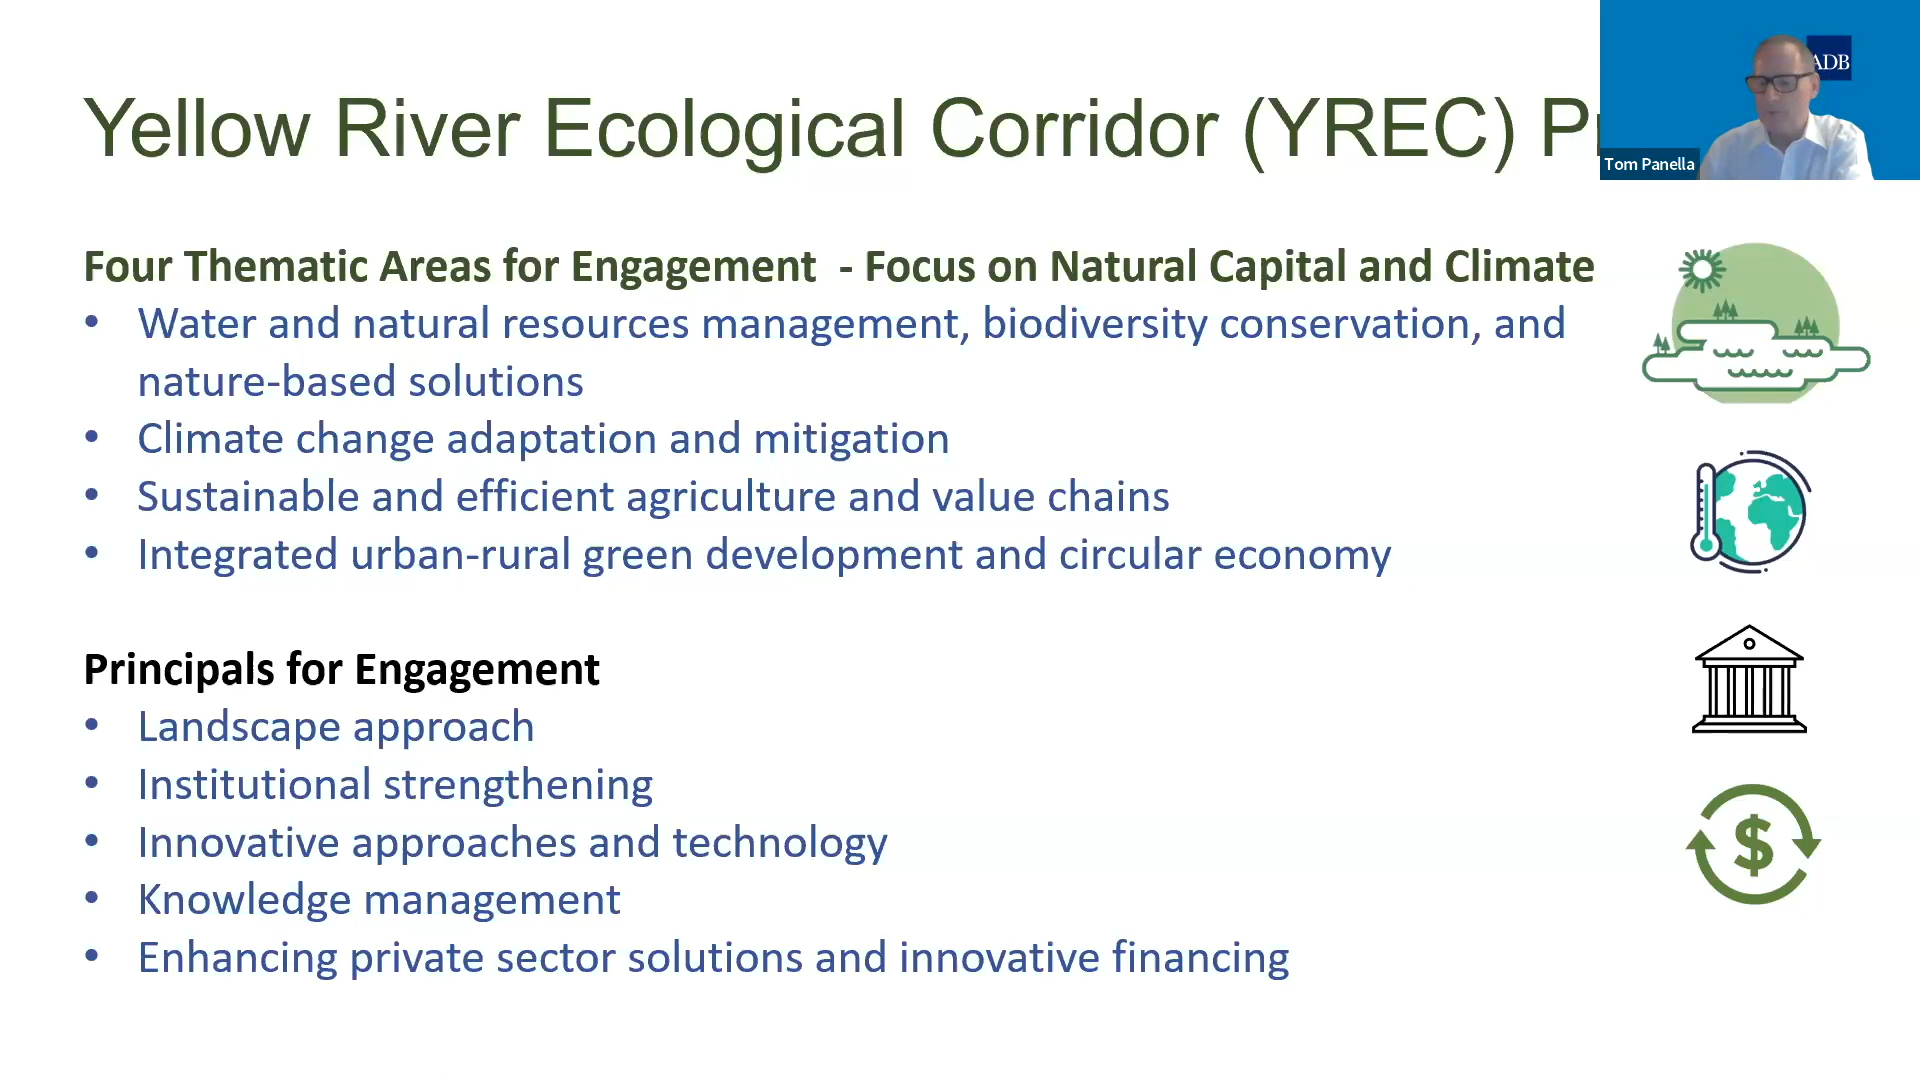 Yellow River Ecological Corridor (YREC)
ADB
Tom Panella
Four Thematic Areas for Engagement - Focus on Natural Capital and Climate
• Water and natural resources management, biodiversity conservation, and
nature-based solutions
• Climate change adaptation and mitigation
• Sustainable and efficient agriculture and value chains
• Integrated urban-rural green development and circular economy
Principals for Engagement
• Landscape approach
• Institutional strengthening
• Innovative approaches and technology
• Knowledge management
• Enhancing private sector solutions and innovative financing
$